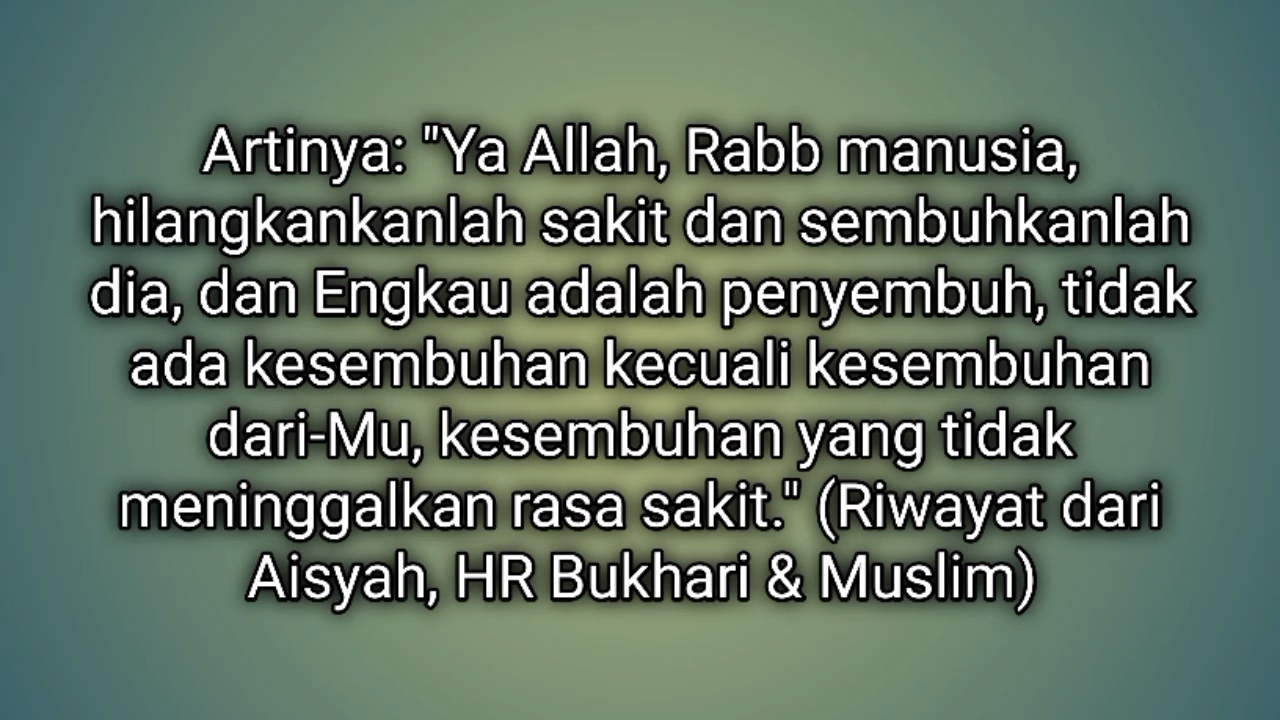 Artinya: "Ya Allah, Rabb manusia,
hilangkankanlah sakit dan sembuhkanlah
dia, dan Engkau adalah penyembuh, tidak
ada kesembuhan kecuali kesembuhan
dari-Mu, kesembuhan yang tidak
meninggalkan rasa sakit." (Riwayat dari
Aisyah, HR Bukhari & Muslim)